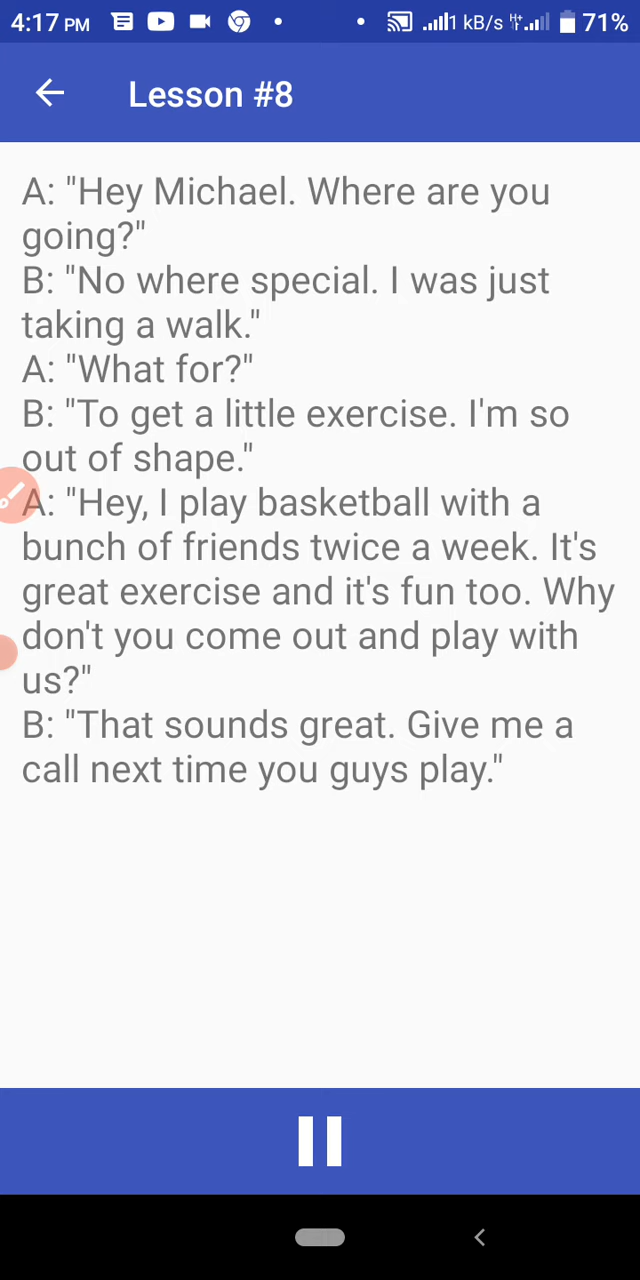 4:17 PM 1 kB/s H+ 71%
Lesson #8
A: "Hey Michael. Where are you
going?"
B: "No where special. I was just
taking a walk."
A: "What for?"
B: "To get a little exercise. I'm so
out of shape."
A: "Hey, I play basketball with a
bunch of friends twice a week. It's
great exercise and it's fun too. Why
don't you come out and play with
us?"
B: "That sounds great. Give me a
call next time you guys play."